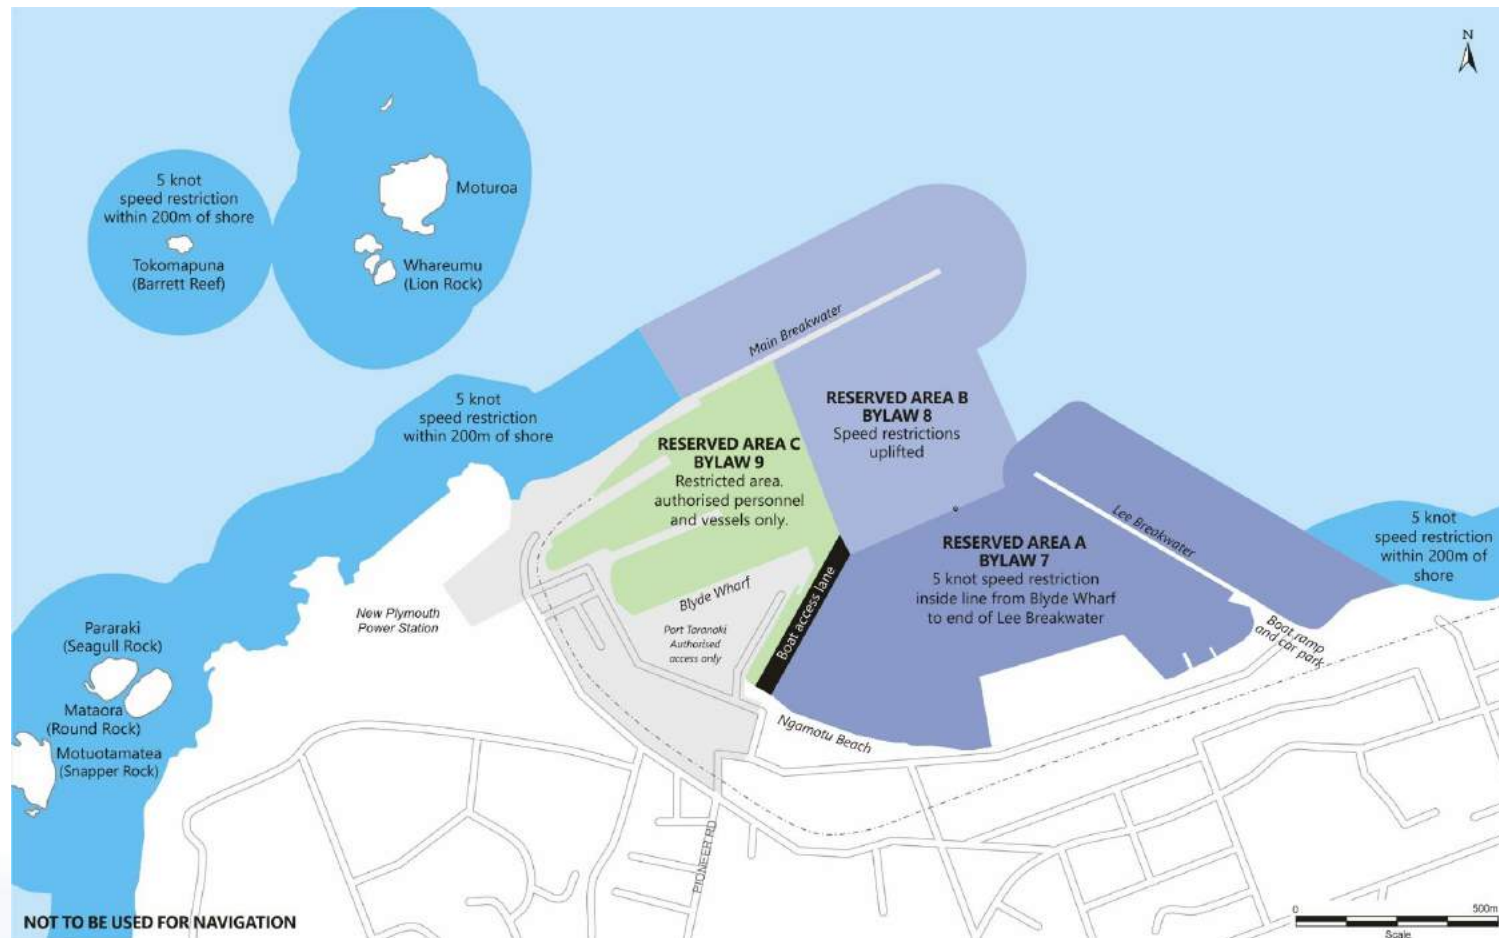 N
5 knot
speed restriction
within 200m of shore
Tokomapuna
(Barrett Reef)
Moturoa
Whareumu
(Lion Rock)
Main Breakwater
5 knot
speed restriction
within 200m of shore
RESERVED AREA B
BYLAW 8
Speed restrictions
uplifted
RESERVED AREA C
BYLAW 9
Restricted area.
authorised personnel
and vessels only.
Lee Breakwater
5 knot
speed restriction
within 200m of
shore
RESERVED AREA A
BYLAW 7
5 knot speed restriction
inside line from Blyde Wharf
to end of Lee Breakwater
Boat access lane
Blyde Wharf
Port Taranaki
Authorised
access only
New Plymouth
Power Station
Boat ramp
and car park
Pararaki
(Seagull Rock)
Mataora
(Round Rock)
Motuotamatea
(Snapper Rock)
Ngamotu Beach
PIONEER RD
NOT TO BE USED FOR NAVIGATION
0 500m
Scale